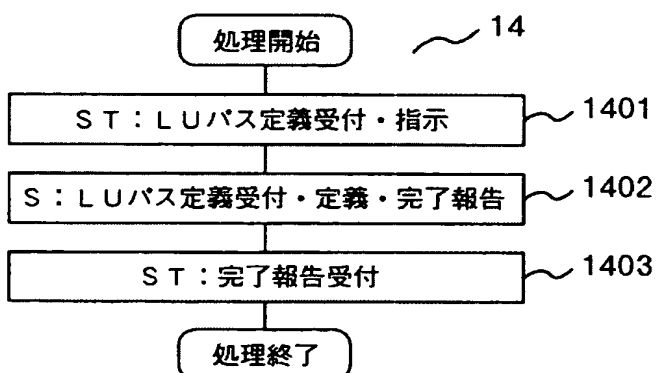 処理開始
14
ST:LUパス定義受付・指示
1401
S:LUパス定義受付・定義・完了報告
1402
ST:完了報告受付
1403
処理終了